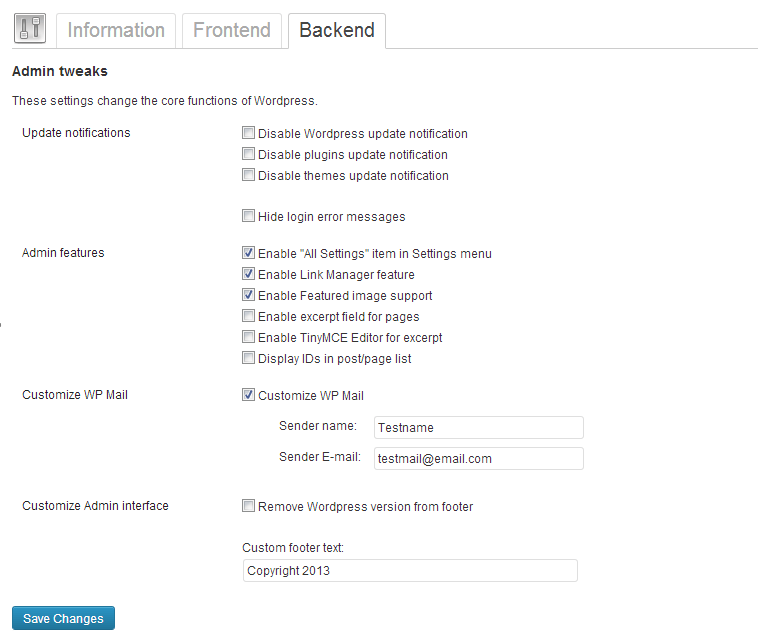 Information Frontend Backend
Admin tweaks
These settings change the core functions of Wordpress.
Update notifications
Disable Wordpress update notification
Disable plugins update notification
Disable themes update notification
Hide login error messages
Admin features
Enable "All Settings" item in Settings menu
Enable Link Manager feature
Enable Featured image support
Enable excerpt field for pages
Enable TinyMCE Editor for excerpt
Display IDs in post/page list
Customize WP Mail
Customize WP Mail
Sender name: Testname
Sender E-mail: testmail@email.com
Customize Admin interface
Remove Wordpress version from footer
Custom footer text:
Copyright 2013
Save Changes